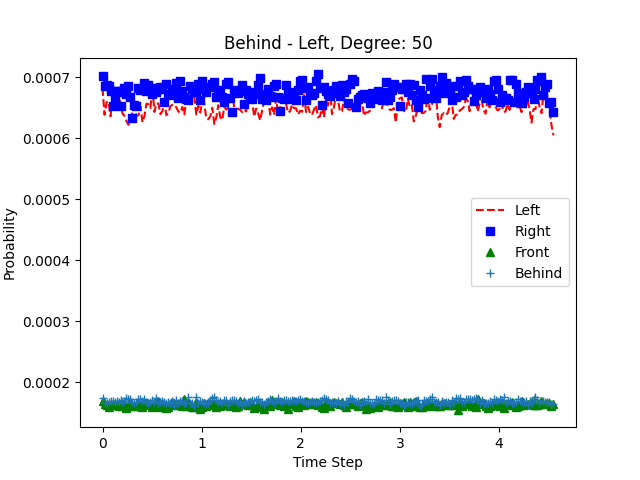 Behind - Left, Degree: 50
Probability
0.0007
0.0006
0.0005
0.0004
0.0003
0.0002
Left
Right
Front
Behind
0 1 2 3 4
Time Step